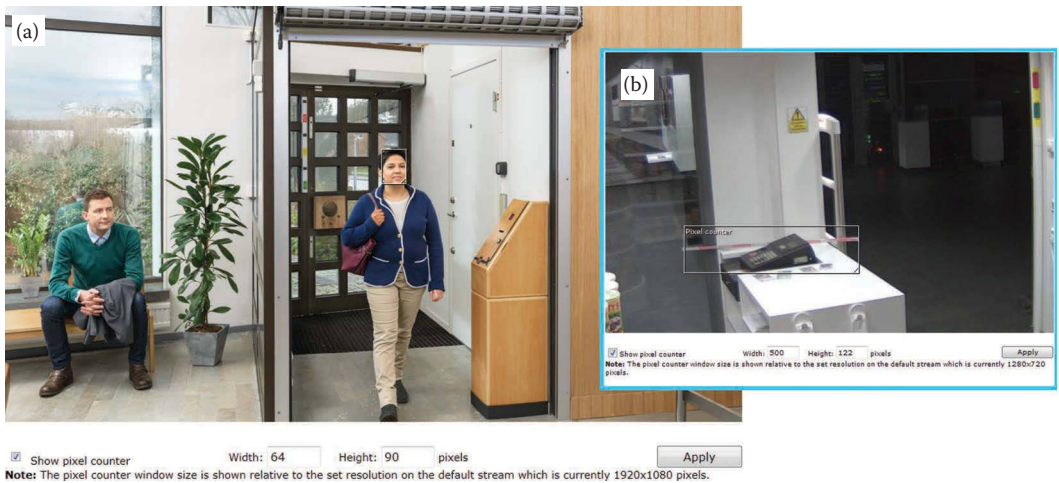 (a)
Show pixel counter Width: 64 Height: 90 pixels Apply
Note: The pixel counter window size is shown relative to the set resolution on the default stream which is currently 1920x1080 pixels.
(b)
Pixel counter
Show pixel counter Width: 500 Height: 122 pixels Apply
Note: The pixel counter window size is shown relative to the set resolution on the default stream which is currently 1280x720
pixels.